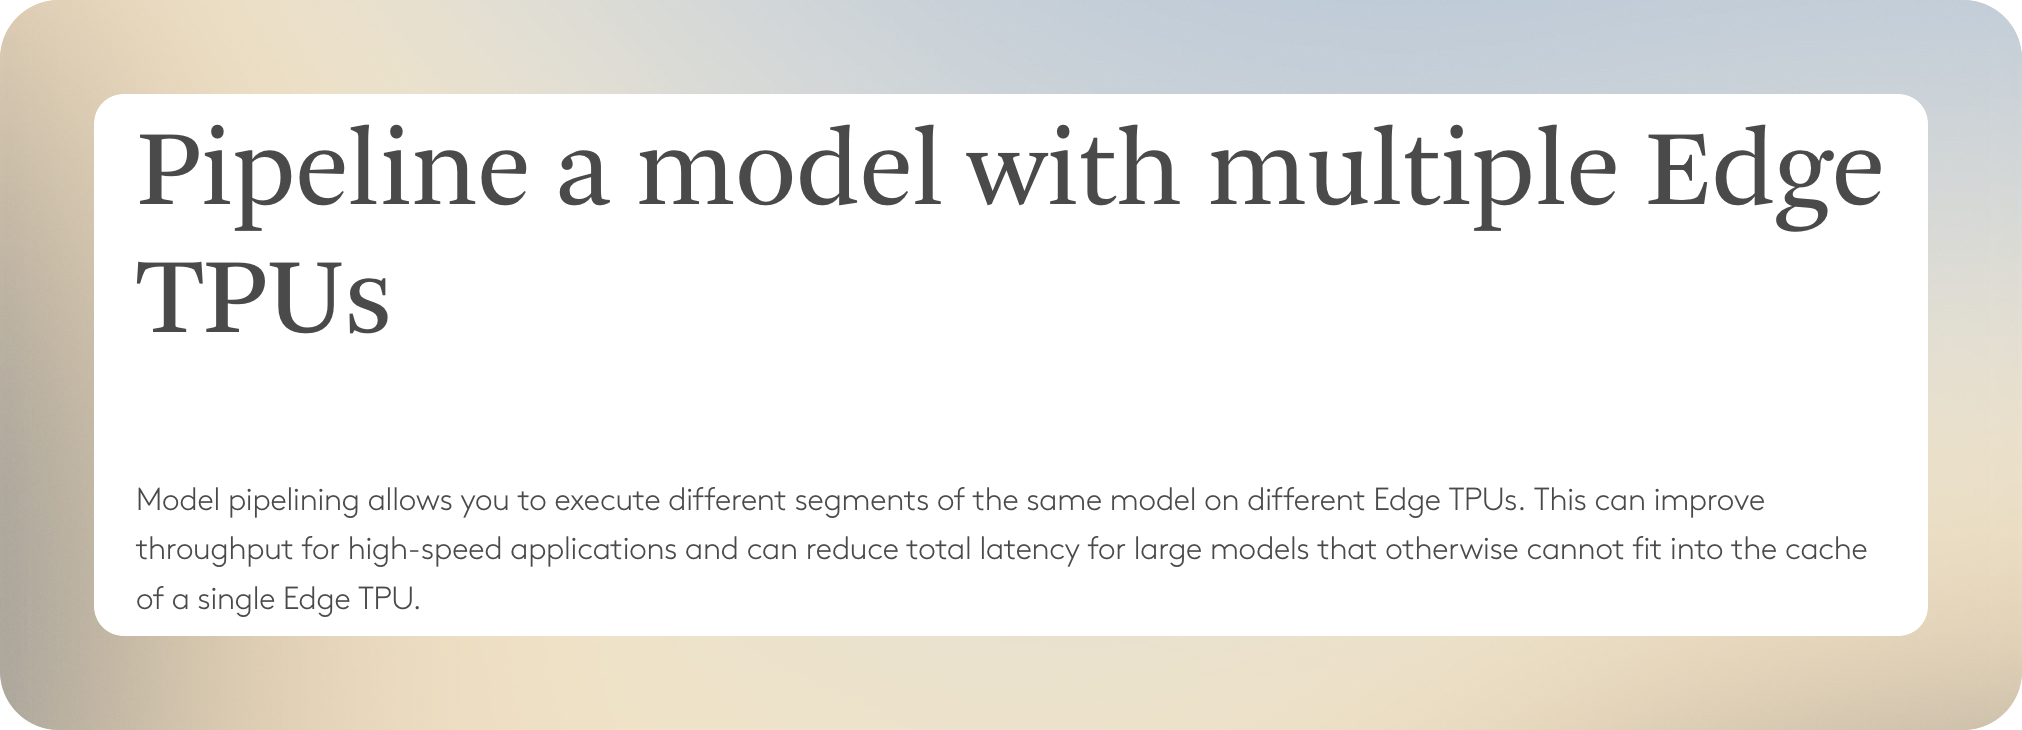 Pipeline a model with multiple Edge
TPUs
Model pipelining allows you to execute different segments of the same model on different Edge TPUs. This can improve
throughput for high-speed applications and can reduce total latency for large models that otherwise cannot fit into the cache
of a single Edge TPU.